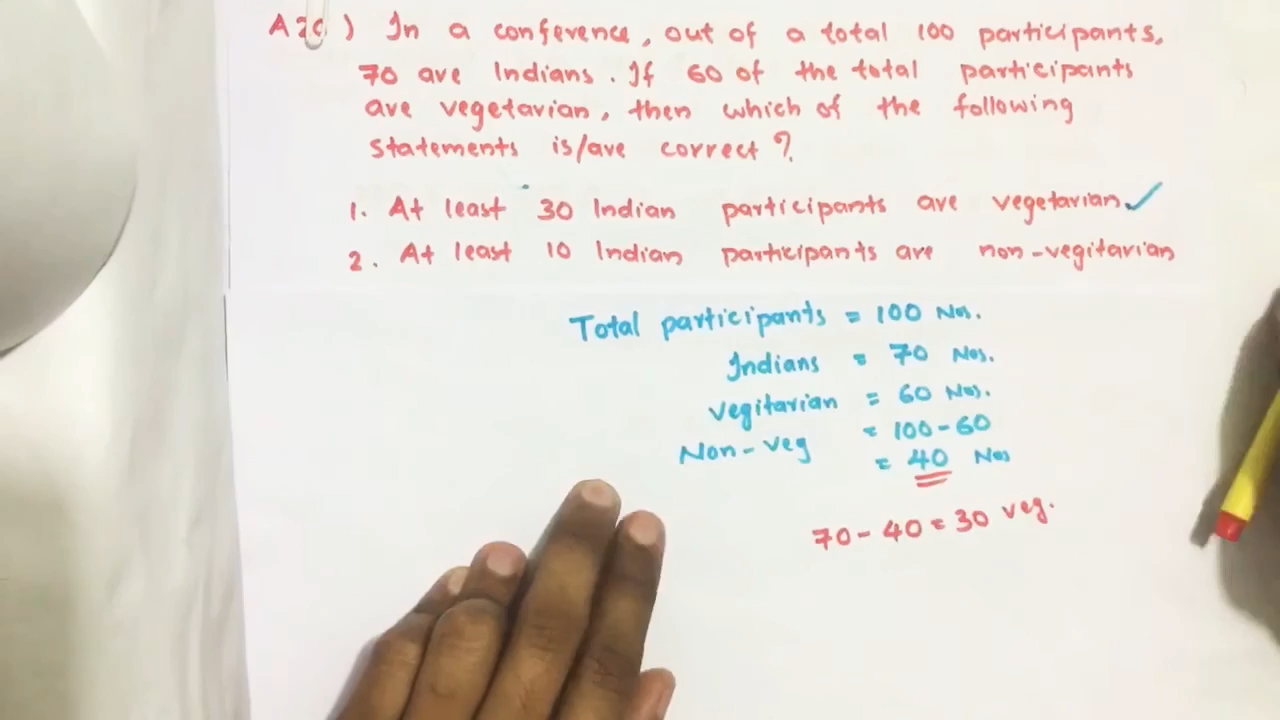 ) In a conference, out of a total 100 participants,
70 are Indians. If 60 of the total participants
are vegetarian, then which of the following
statements is/are correct ?
1. At least 30 Indian participants are vegetarian ✓
2. At least 10 Indian participants are non-vegitarian
Total participants = 100 Nos.
Indians = 70 Nos.
Vegitarian = 60 Nos.
Non-veg = 100-60
= 40 Nos
70-40 = 30 veg.